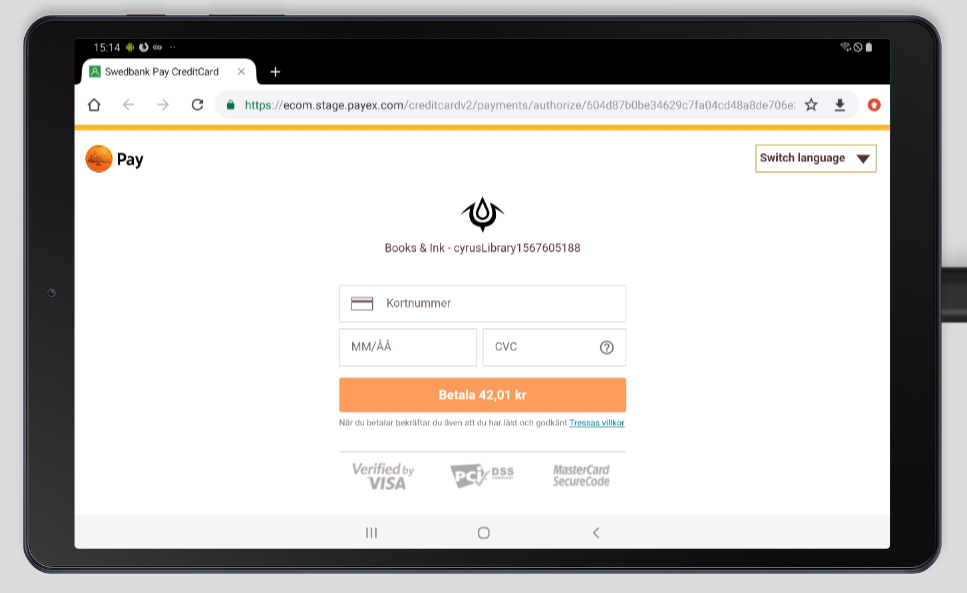 15:14
Swedbank Pay CreditCard
https://ecom.stage.payex.com/creditcardv2/payments/authorize/604d87b0be34629c7fa04cd48a8de706e
Pay
Switch language
Books & Ink - cyrusLibrary1567605188
Kortnummer
MM/ÅÅ
CVC
Betala 42,01 kr
När du betalar bekräftar du även att du har läst och godkänt Tressas villkor
Verified by VISA
PCI DSS
MasterCard SecureCode